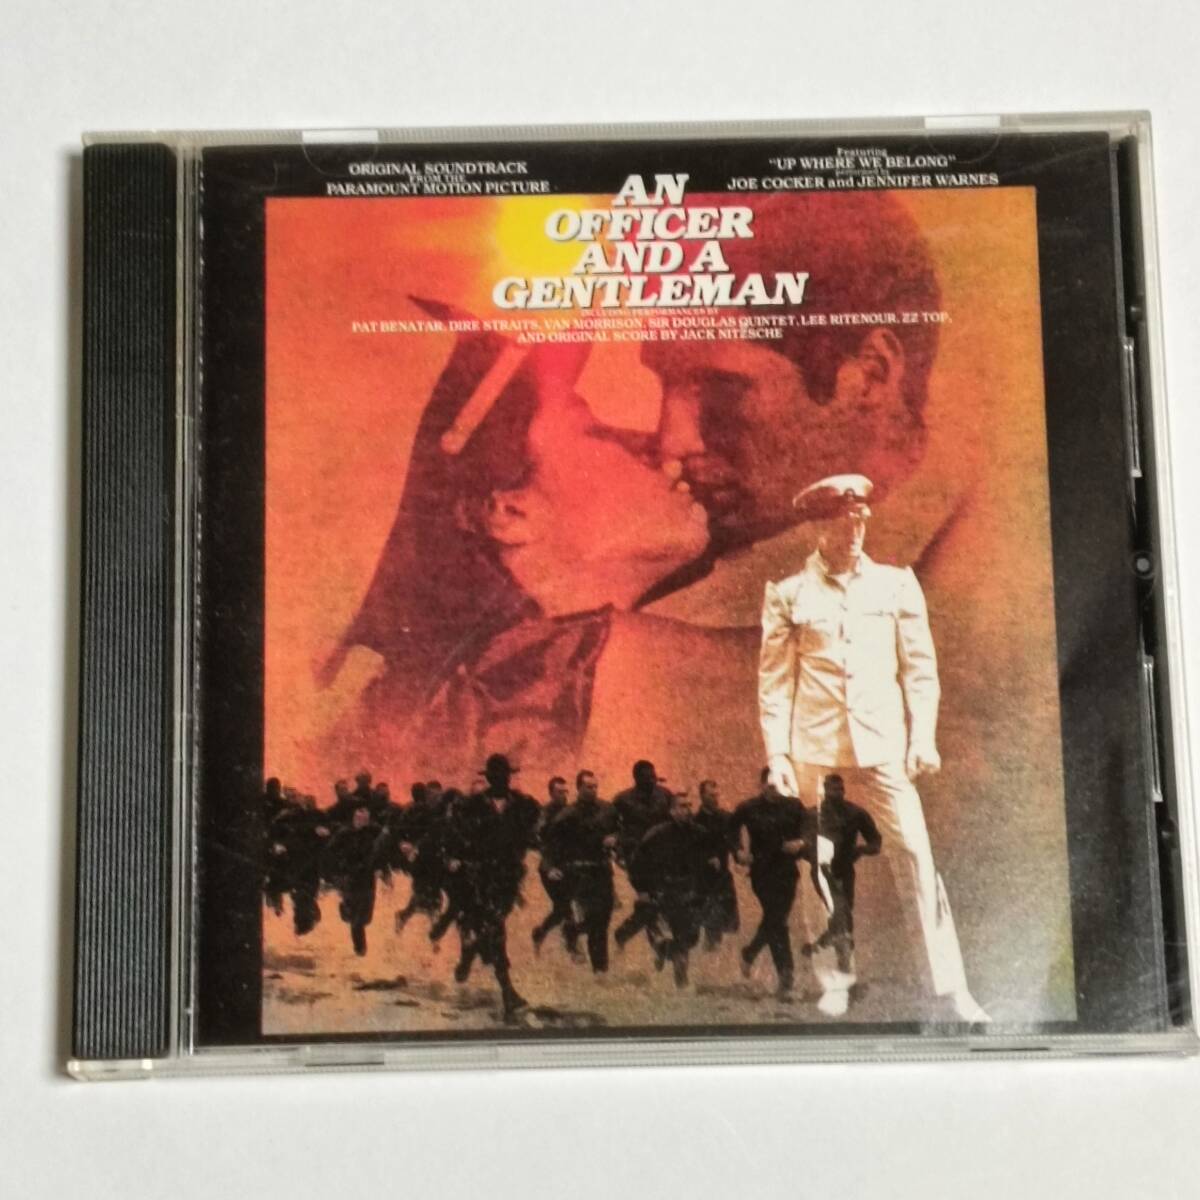 ORIGINAL SOUNDTRACK
FROM THE
PARAMOUNT MOTION PICTURE
Featuring
"UP WHERE WE BELONG"
performed by
JOE COCKER and JENNIFER WARNES
AN
OFFICER
AND A
GENTLEMAN
INCLUDING PERFORMANCES BY
PAT BENATAR, DIRE STRAITS, VAN MORRISON, SIR DOUGLAS QUINTET, LEE RITENOUR, ZZ TOP,
AND ORIGINAL SCORE BY JACK NITZSCHE